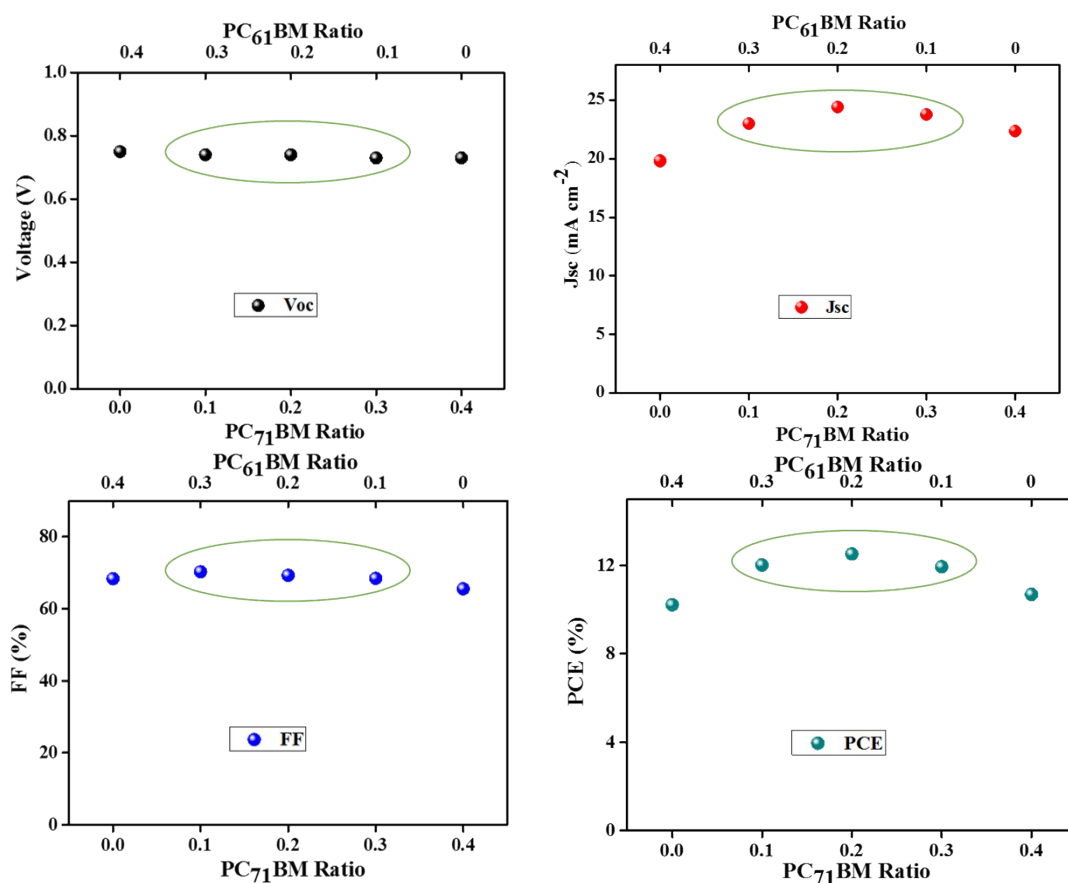 PC61BM Ratio
0.4 0.3 0.2 0.1 0
1.0
0.8
0.6
0.4
0.2
0.0
Voltage (V)
Voc
0.0 0.1 0.2 0.3 0.4
PC71BM Ratio
PC61BM Ratio
0.4 0.3 0.2 0.1 0
25
20
15
10
5
0
Jsc (mA cm-2)
Jsc
0.0 0.1 0.2 0.3 0.4
PC71BM Ratio
PC61BM Ratio
0.4 0.3 0.2 0.1 0
80
60
40
20
0
FF (%)
FF
0.0 0.1 0.2 0.3 0.4
PC71BM Ratio
PC61BM Ratio
0.4 0.3 0.2 0.1 0
12
8
4
0
PCE (%)
PCE
0.0 0.1 0.2 0.3 0.4
PC71BM Ratio